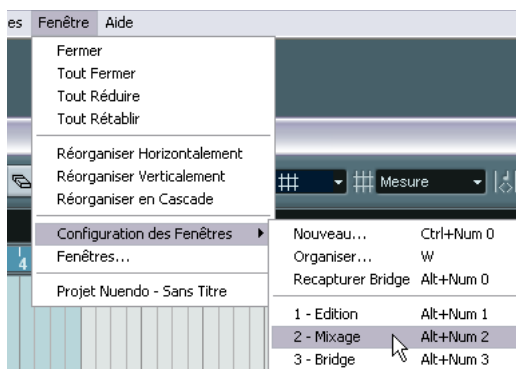 es Fenêtre Aide
Fermer
Tout Fermer
Tout Réduire
Tout Rétablir
Réorganiser Horizontalement
Réorganiser Verticalement
Réorganiser en Cascade
Mesure
Configuration des Fenêtres
Fenêtres...
Projet Nuendo - Sans Titre
4
Nouveau... Ctrl+Num 0
Organiser... W
Recapturer Bridge Alt+Num 0
1 - Edition Alt+Num 1
2 - Mixage Alt+Num 2
3 - Bridge Alt+Num 3